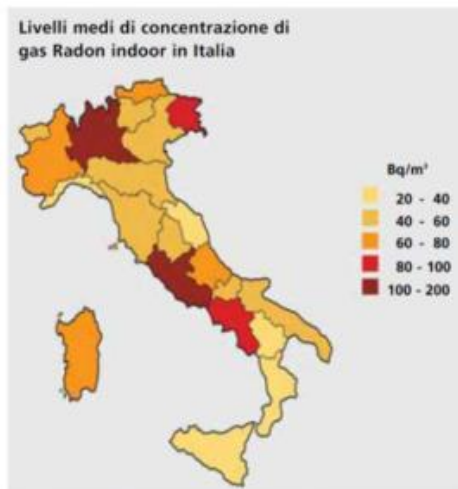 Livelli medi di concentrazione di
gas Radon indoor in Italia
Bq/m³
20 - 40
40 - 60
60 - 80
80 - 100
100 - 200